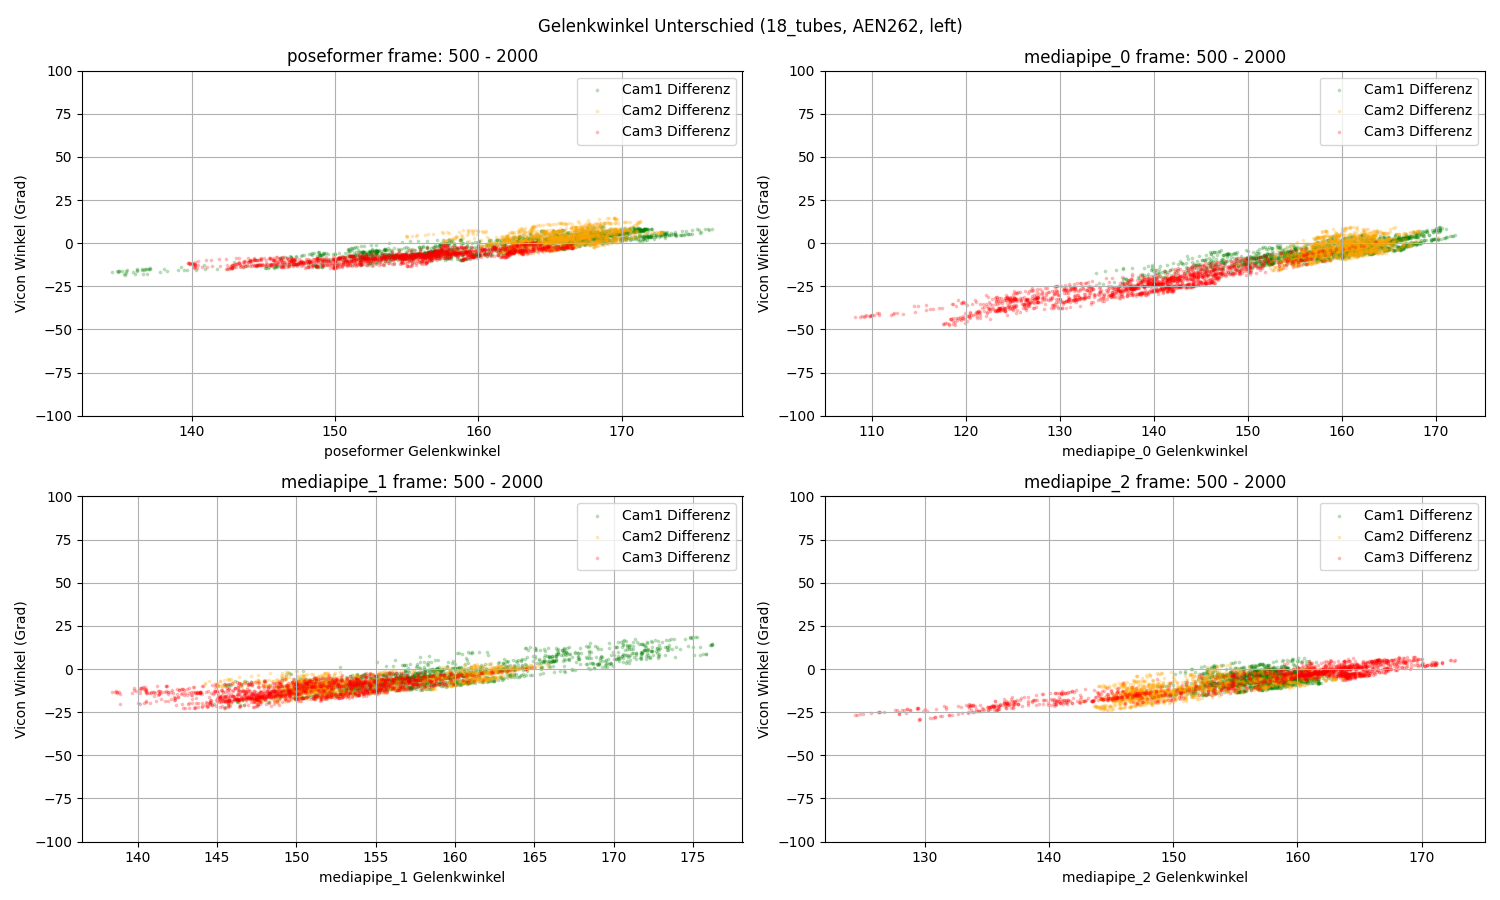 Gelenkwinkel Unterschied (18_tubes, AEN262, left)
poseformer frame: 500 - 2000
100
75
50
25
0
−25
−50
−75
−100
Vicon Winkel (Grad)
Cam1 Differenz
Cam2 Differenz
Cam3 Differenz
140 150 160 170
poseformer Gelenkwinkel
mediapipe_0 frame: 500 - 2000
100
75
50
25
0
−25
−50
−75
−100
Vicon Winkel (Grad)
Cam1 Differenz
Cam2 Differenz
Cam3 Differenz
110 120 130 140 150 160 170
mediapipe_0 Gelenkwinkel
mediapipe_1 frame: 500 - 2000
100
75
50
25
0
−25
−50
−75
−100
Vicon Winkel (Grad)
Cam1 Differenz
Cam2 Differenz
Cam3 Differenz
140 145 150 155 160 165 170 175
mediapipe_1 Gelenkwinkel
mediapipe_2 frame: 500 - 2000
100
75
50
25
0
−25
−50
−75
−100
Vicon Winkel (Grad)
Cam1 Differenz
Cam2 Differenz
Cam3 Differenz
130 140 150 160 170
mediapipe_2 Gelenkwinkel